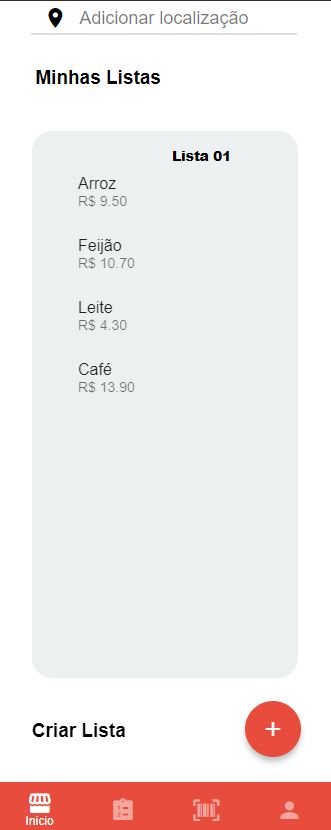 Adicionar localização
Minhas Listas
Lista 01
Arroz
R$ 9.50
Feijão
R$ 10.70
Leite
R$ 4.30
Café
R$ 13.90
Criar Lista
+
Inicio